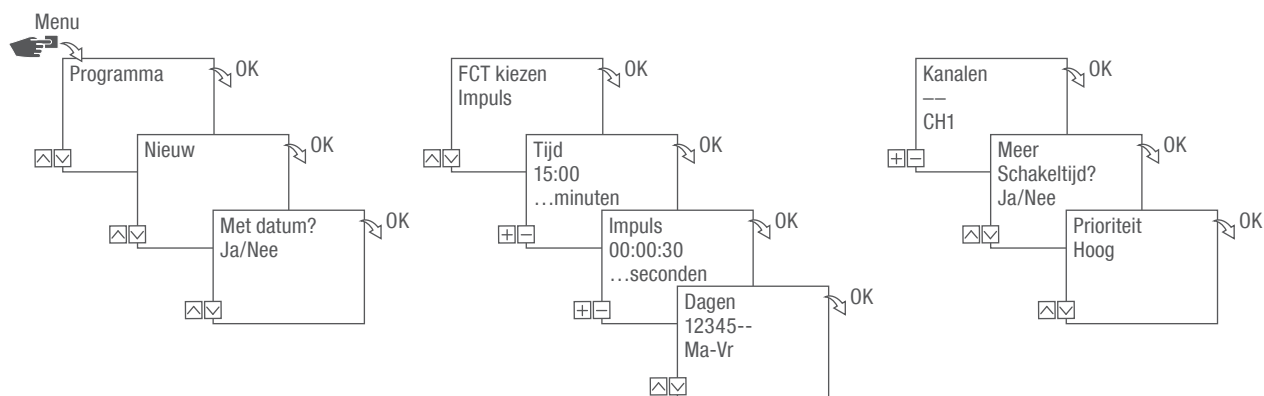 Menu
Programma
OK
Nieuw
OK
Met datum?
Ja/Nee
OK
FCT kiezen
Impuls
OK
Tijd
15:00
…minuten
OK
Impuls
00:00:30
…seconden
OK
Dagen
12345--
Ma-Vr
OK
Kanalen
––
CH1
OK
Meer
Schakeltijd?
Ja/Nee
OK
Prioriteit
Hoog
OK